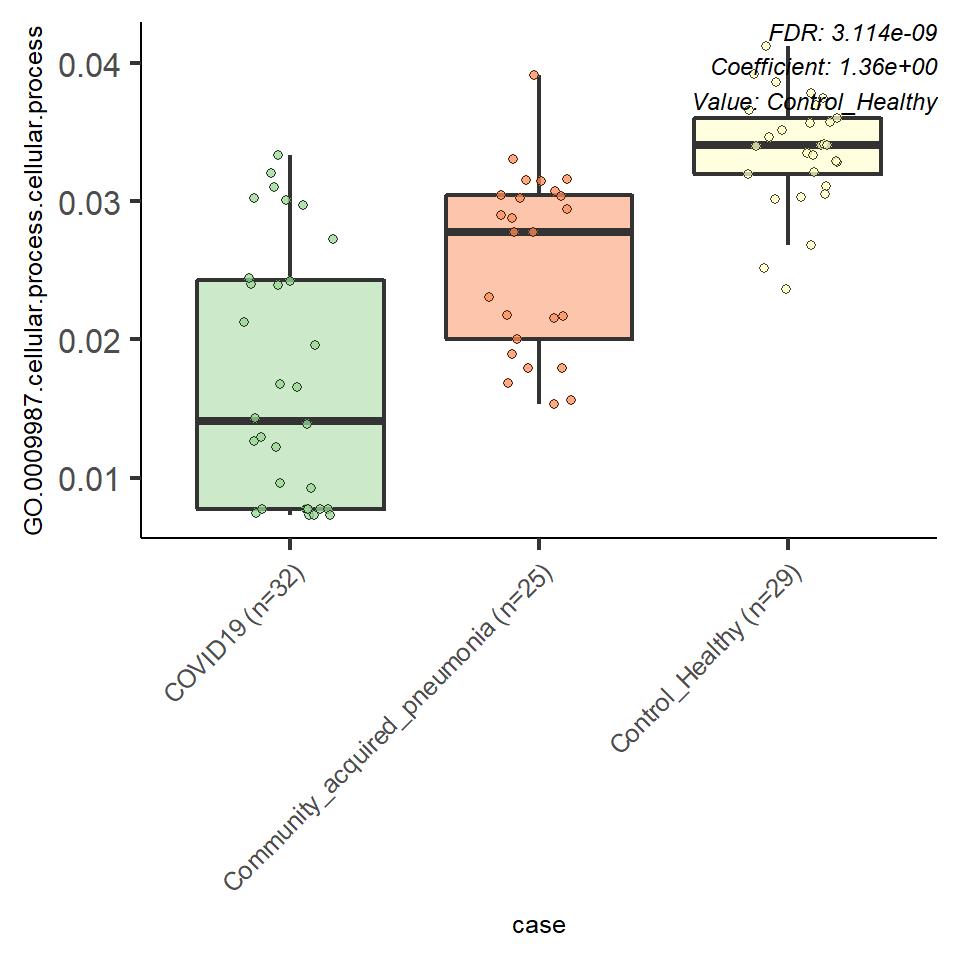 FDR: 3.114e-09
Coefficient: 1.36e+00
Value: Control_Healthy
GO.0009987.cellular.process.cellular.process
0.04
0.03
0.02
0.01
COVID19 (n=32)
Community_acquired_pneumonia (n=25)
Control_Healthy (n=29)
case